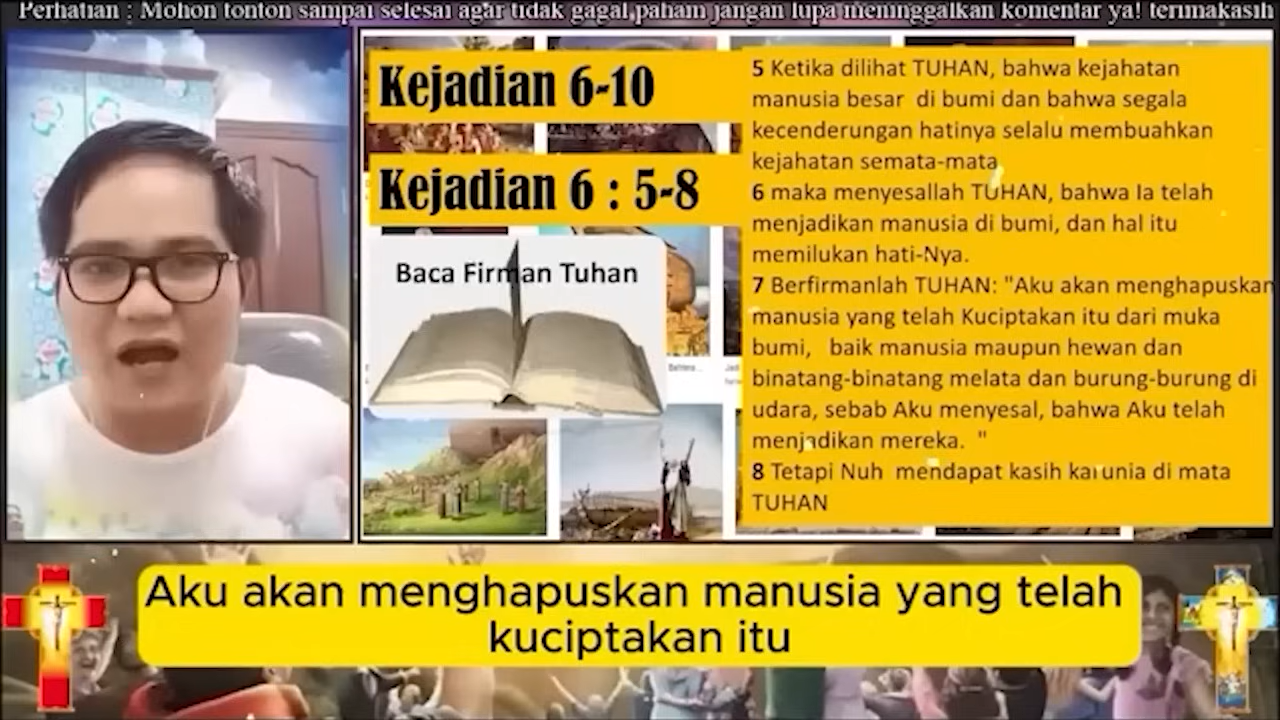 Perhatian : Mohon tonton sampai selesai agar tidak gagal paham jangan lupa meninggalkan komentar ya! terimakasih
Kejadian 6-10
Kejadian 6 : 5-8
Baca Firman Tuhan
5 Ketika dilihat TUHAN, bahwa kejahatan
manusia besar di bumi dan bahwa segala
kecenderungan hatinya selalu membuahkan
kejahatan semata-mata
6 maka menyesallah TUHAN, bahwa Ia telah
menjadikan manusia di bumi, dan hal itu
memilukan hati-Nya.
7 Berfirmanlah TUHAN: "Aku akan menghapuskan
manusia yang telah Kuciptakan itu dari muka
bumi, baik manusia maupun hewan dan
binatang-binatang melata dan burung-burung di
udara, sebab Aku menyesal, bahwa Aku telah
menjadikan mereka. "
8 Tetapi Nuh mendapat kasih karunia di mata
TUHAN
Aku akan menghapuskan manusia yang telah
kuciptakan itu